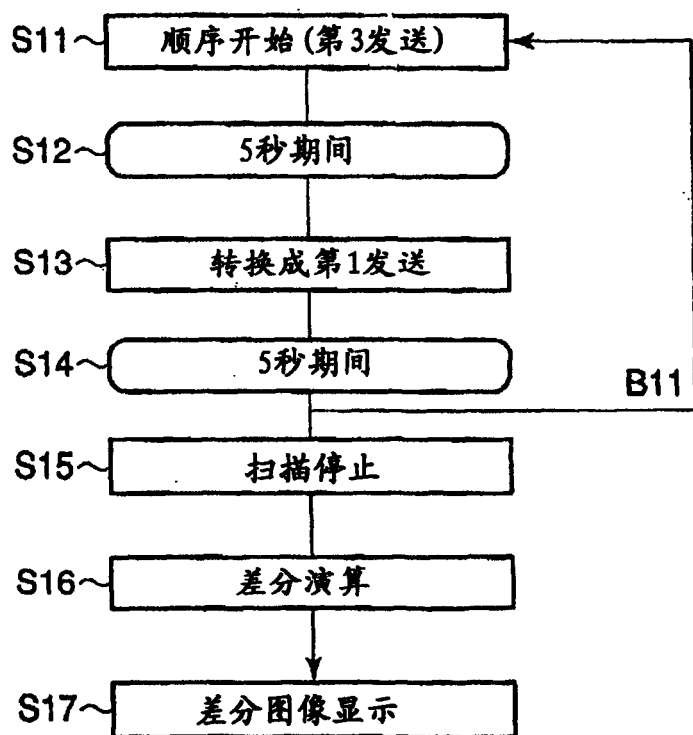 S11~ 顺序开始(第3发送)
S12~ 5秒期间
S13~ 转换成第1发送
S14~ 5秒期间
B11
S15~ 扫描停止
S16~ 差分演算
S17~ 差分图像显示